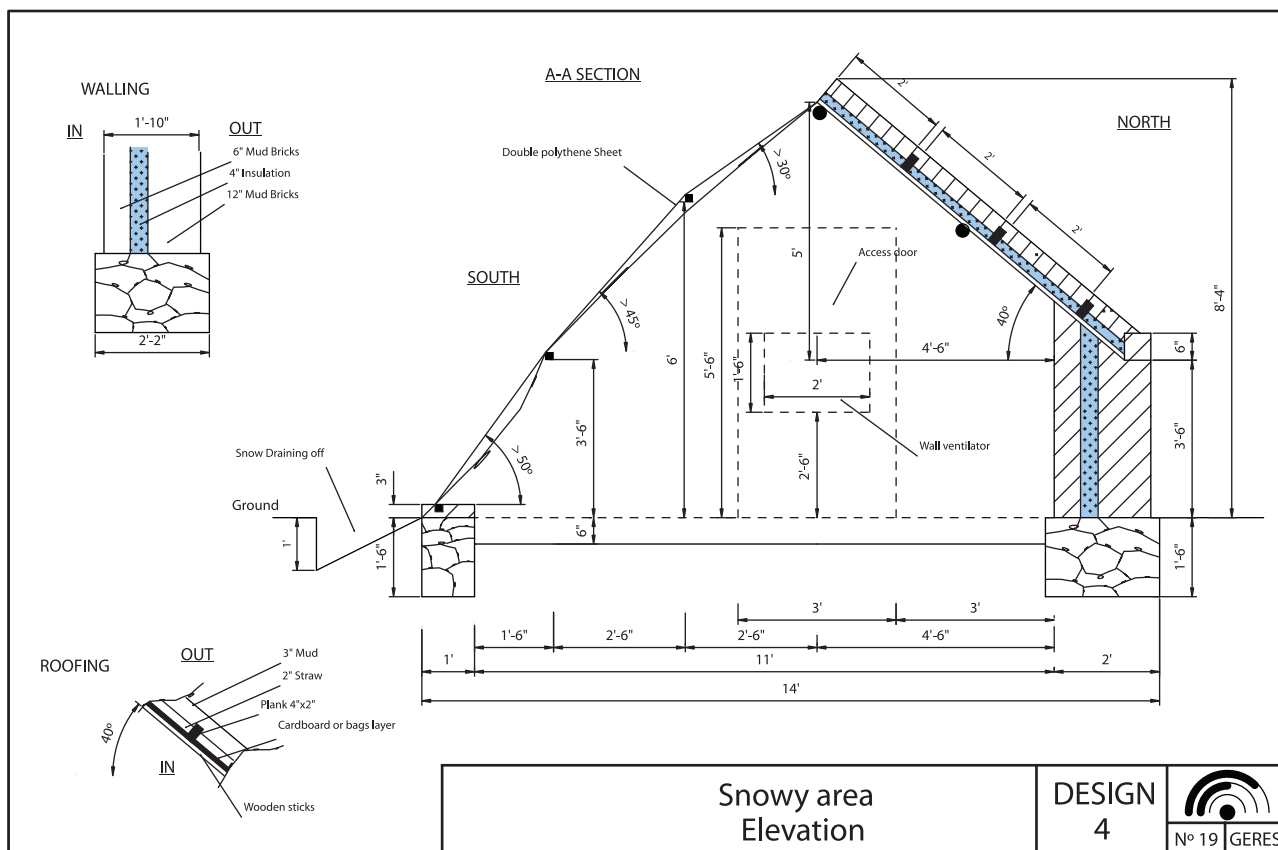 WALLING
IN
1'-10"
OUT
6" Mud Bricks
4" Insulation
12" Mud Bricks
2'-2"
A-A SECTION
NORTH
SOUTH
Double polythene Sheet
2'
2'
2'
> 30º
> 45º
> 50º
40º
5'
6'
5'-6"
1'-6"
2'
Access door
4'-6"
Wall ventilator
2'-6"
3'-6"
8'-4"
6"
3'-6"
1'-6"
Snow Draining off
Ground
1'
3"
1'-6"
6"
3'
3'
1'-6"
2'-6"
2'-6"
4'-6"
1'
11'
2'
14'
ROOFING
OUT
3" Mud
2" Straw
Plank 4"x2"
Cardboard or bags layer
40º
IN
Wooden sticks
Snowy area
Elevation
DESIGN
4
Nº 19
GERES